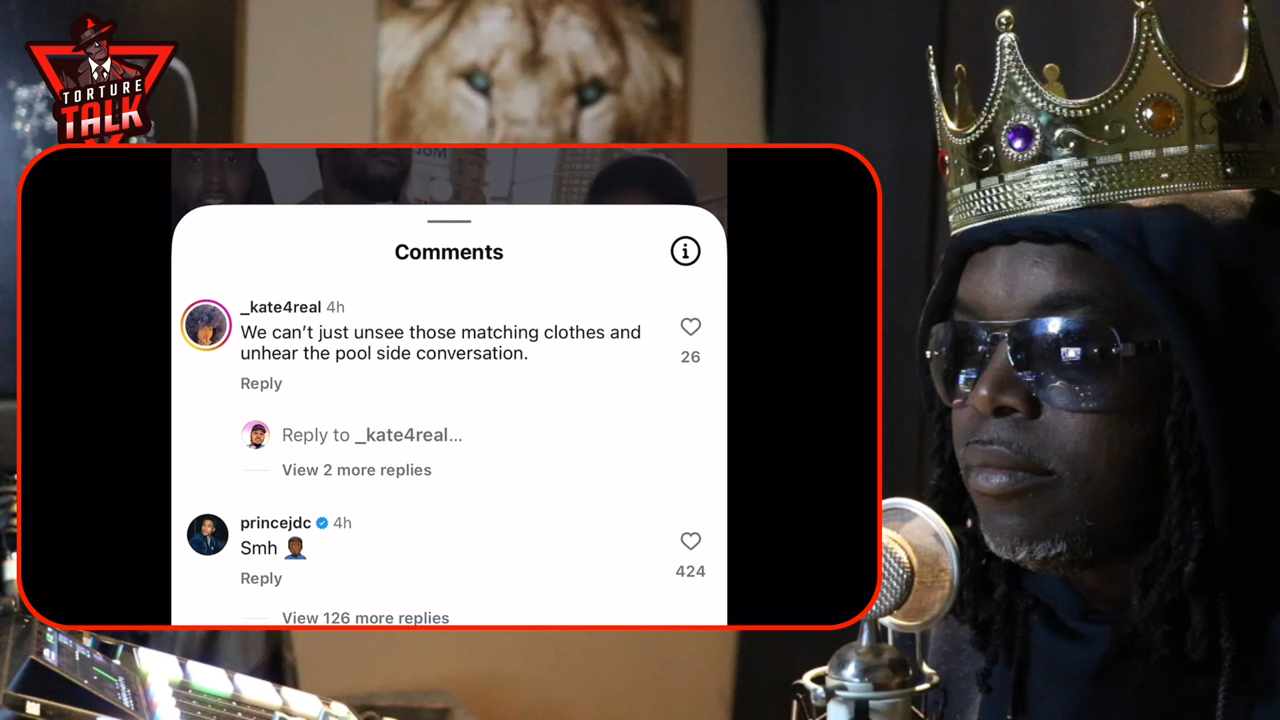 TORTURE
TALK
Comments
_kate4real 4h
We can't just unsee those matching clothes and
unhear the pool side conversation.
26
Reply
Reply to _kate4real...
View 2 more replies
princejdc 4h
Smh 🤦🏾‍♂️
424
Reply
View 126 more replies